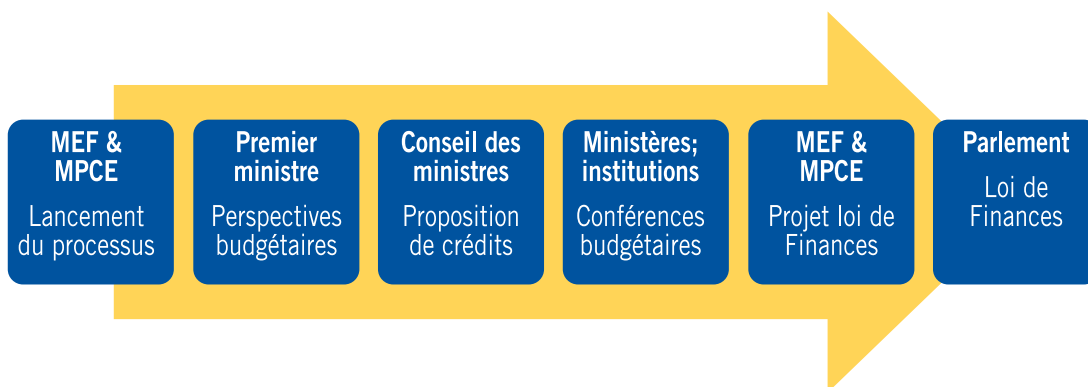 MEF &
MPCE
Lancement
du processus
Premier
ministre
Perspectives
budgétaires
Conseil des
ministres
Proposition
de crédits
Ministères;
institutions
Conférences
budgétaires
MEF &
MPCE
Projet loi de
Finances
Parlement
Loi de
Finances